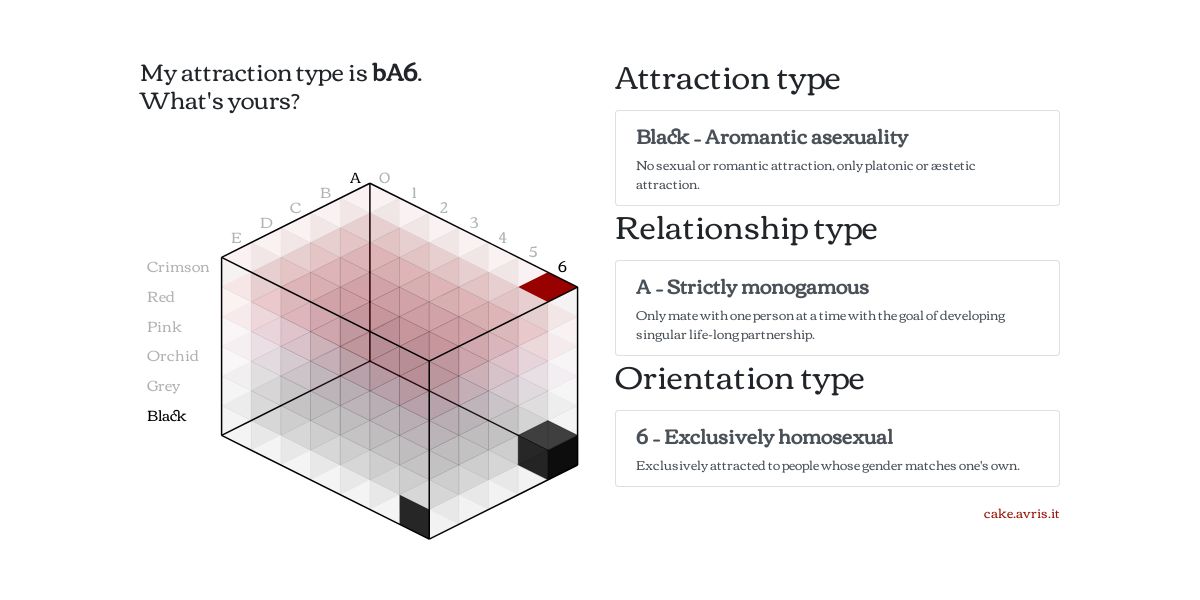 My attraction type is bA6.
What's yours?
A O
B 1
C 2
D 3
E 4
5
6
Crimson
Red
Pink
Orchid
Grey
Black
Attraction type
Black - Aromantic asexuality
No sexual or romantic attraction, only platonic or æstetic
attraction.
Relationship type
A - Strictly monogamous
Only mate with one person at a time with the goal of developing
singular life-long partnership.
Orientation type
6 - Exclusively homosexual
Exclusively attracted to people whose gender matches one's own.
cake.avris.it